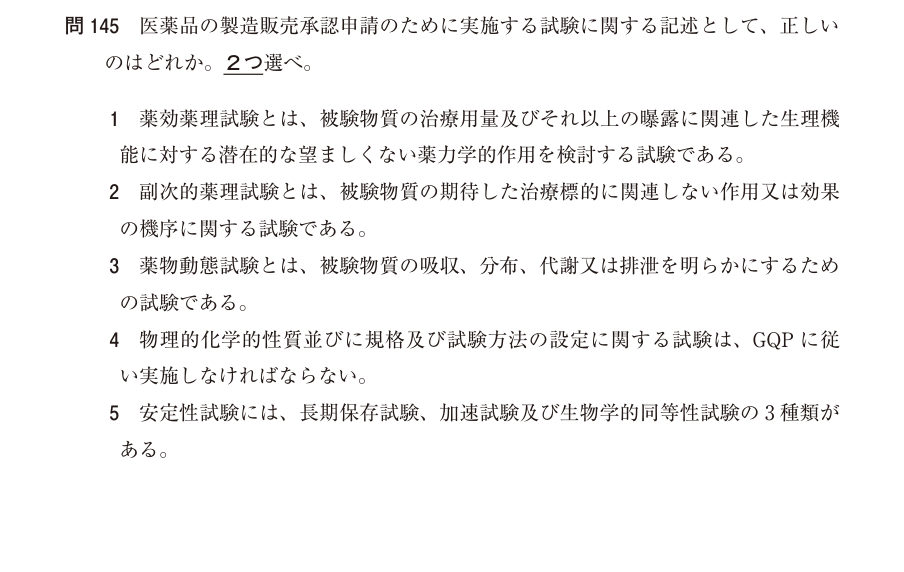 問 145 医薬品の製造販売承認申請のために実施する試験に関する記述として、正しい
のはどれか。２つ選べ。
1 薬効薬理試験とは、被験物質の治療用量及びそれ以上の曝露に関連した生理機
能に対する潜在的な望ましくない薬力学的作用を検討する試験である。
2 副次的薬理試験とは、被験物質の期待した治療標的に関連しない作用又は効果
の機序に関する試験である。
3 薬物動態試験とは、被験物質の吸収、分布、代謝又は排泄を明らかにするため
の試験である。
4 物理的化学的性質並びに規格及び試験方法の設定に関する試験は、GQP に従
い実施しなければならない。
5 安定性試験には、長期保存試験、加速試験及び生物学的同等性試験の 3 種類が
ある。